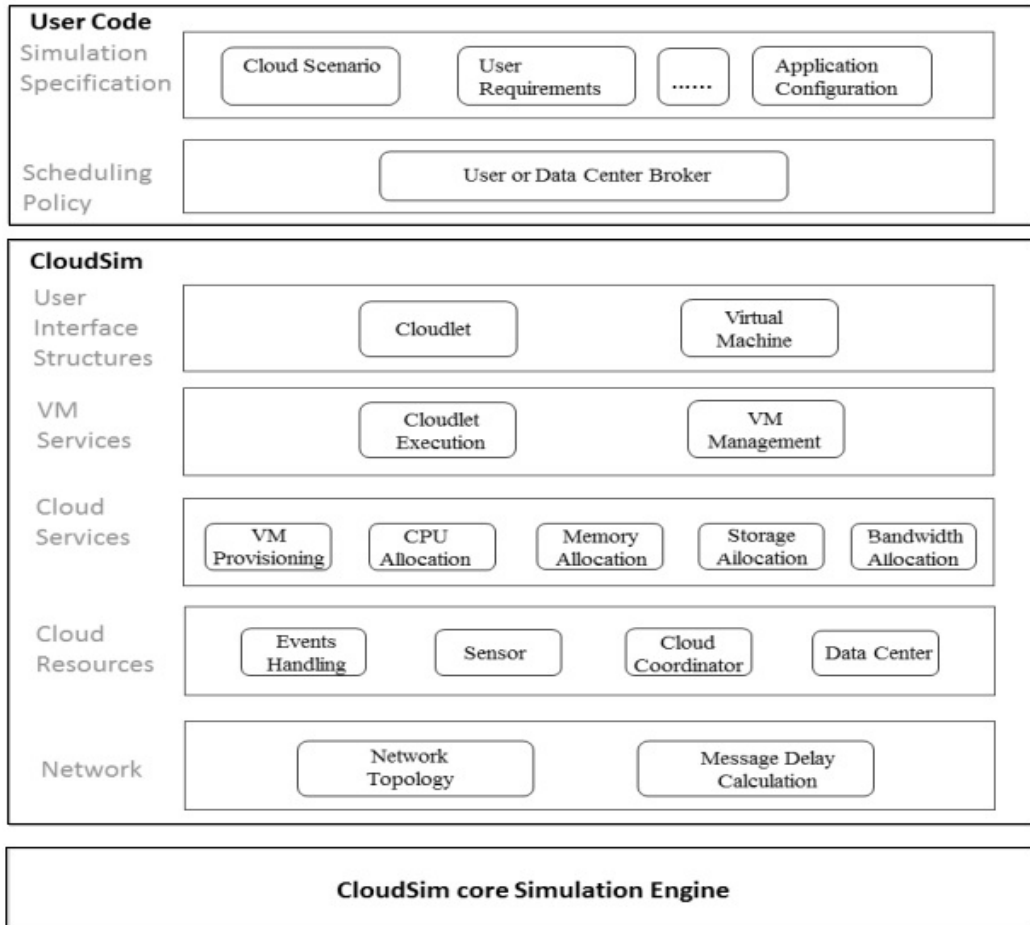 User Code
Simulation
Specification
Cloud Scenario
User
Requirements
......
Application
Configuration
Scheduling
Policy
User or Data Center Broker
CloudSim
User
Interface
Structures
Cloudlet
Virtual
Machine
VM
Services
Cloudlet
Execution
VM
Management
Cloud
Services
VM
Provisioning
CPU
Allocation
Memory
Allocation
Storage
Ailocation
Bandwidth
Allocation
Cloud
Resources
Events
Handling
Sensor
Cloud
Coordinator
Data Center
Network
Network
Topology
Message Delay
Calculation
CloudSim core Simulation Engine